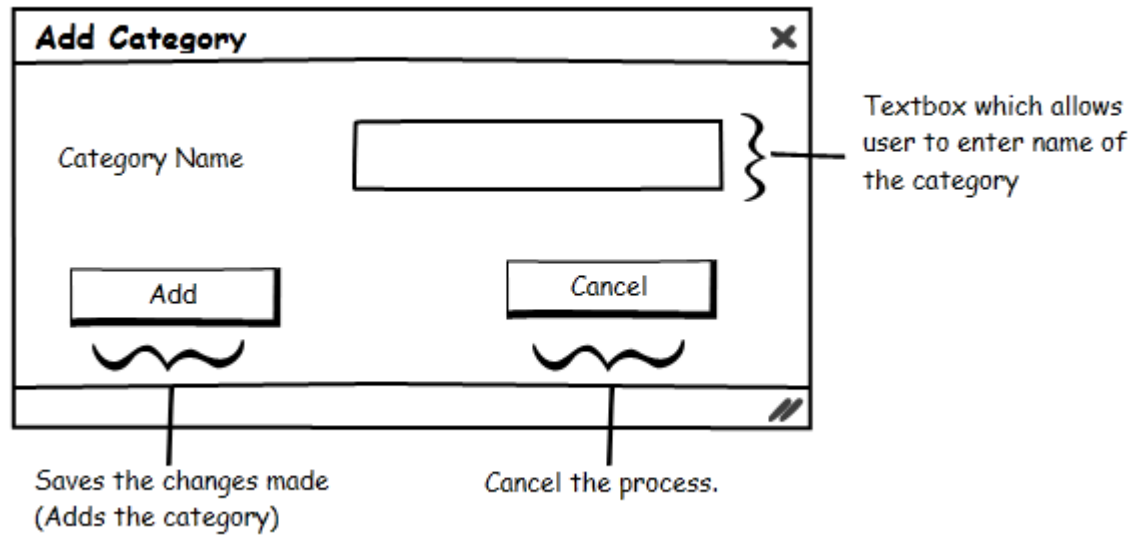 Add Category
Textbox which allows
user to enter name of
the category
Category Name
Add
Cancel
Saves the changes made
(Adds the category)
Cancel the process.